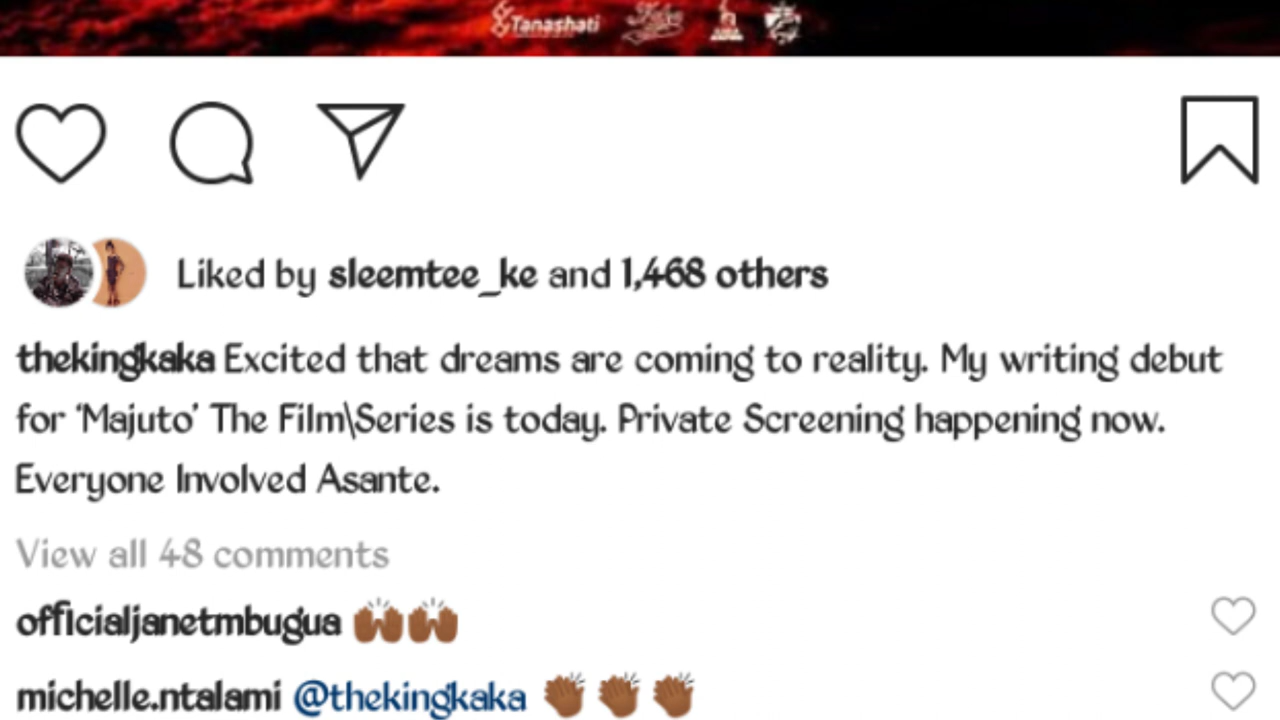 Tanashati
Liked by sleemtee_ke and 1,468 others
thekingkaka Excited that dreams are coming to reality. My writing debut
for ‘Majuto’ The Film\Series is today. Private Screening happening now.
Everyone Involved Asante.
View all 48 comments
officialjanetmbugua 🙌🏾🙌🏾
michelle.ntalami @thekingkaka 👏🏾👏🏾👏🏾